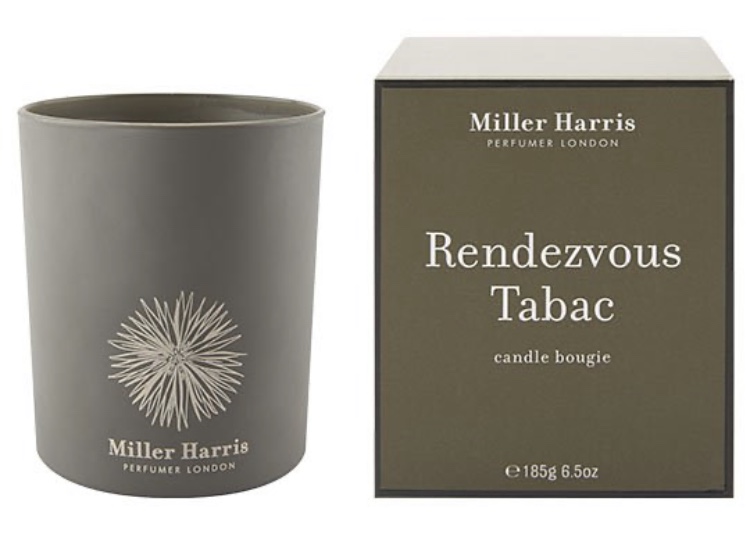 Miller Harris
PERFUMER LONDON
Miller Harris
PERFUMER LONDON
Rendezvous
Tabac
candle bougie
℮185g 6.5oz